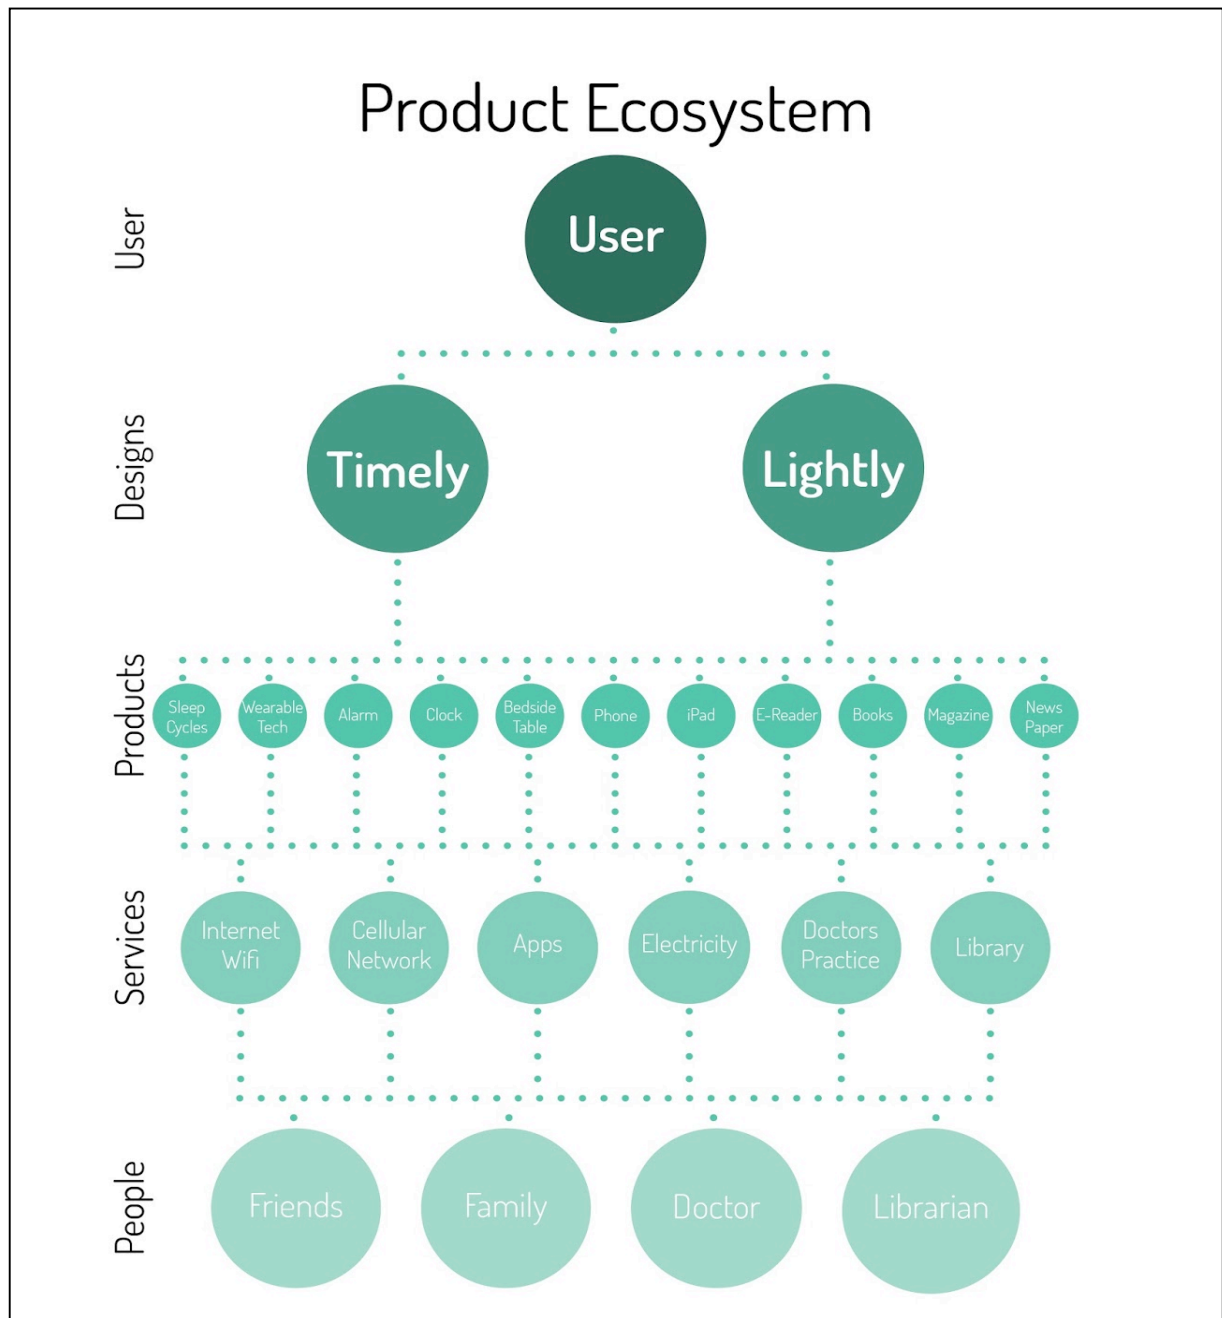 Product Ecosystem
User
User
Designs
Timely
Lightly
Products
Sleep
Cycles
Wearable
Tech
Alarm
Clock
Bedside
Table
Phone
iPad
E-Reader
Books
Magazine
News
Paper
Services
Internet
Wifi
Cellular
Network
Apps
Electricity
Doctors
Practice
Library
People
Friends
Family
Doctor
Librarian